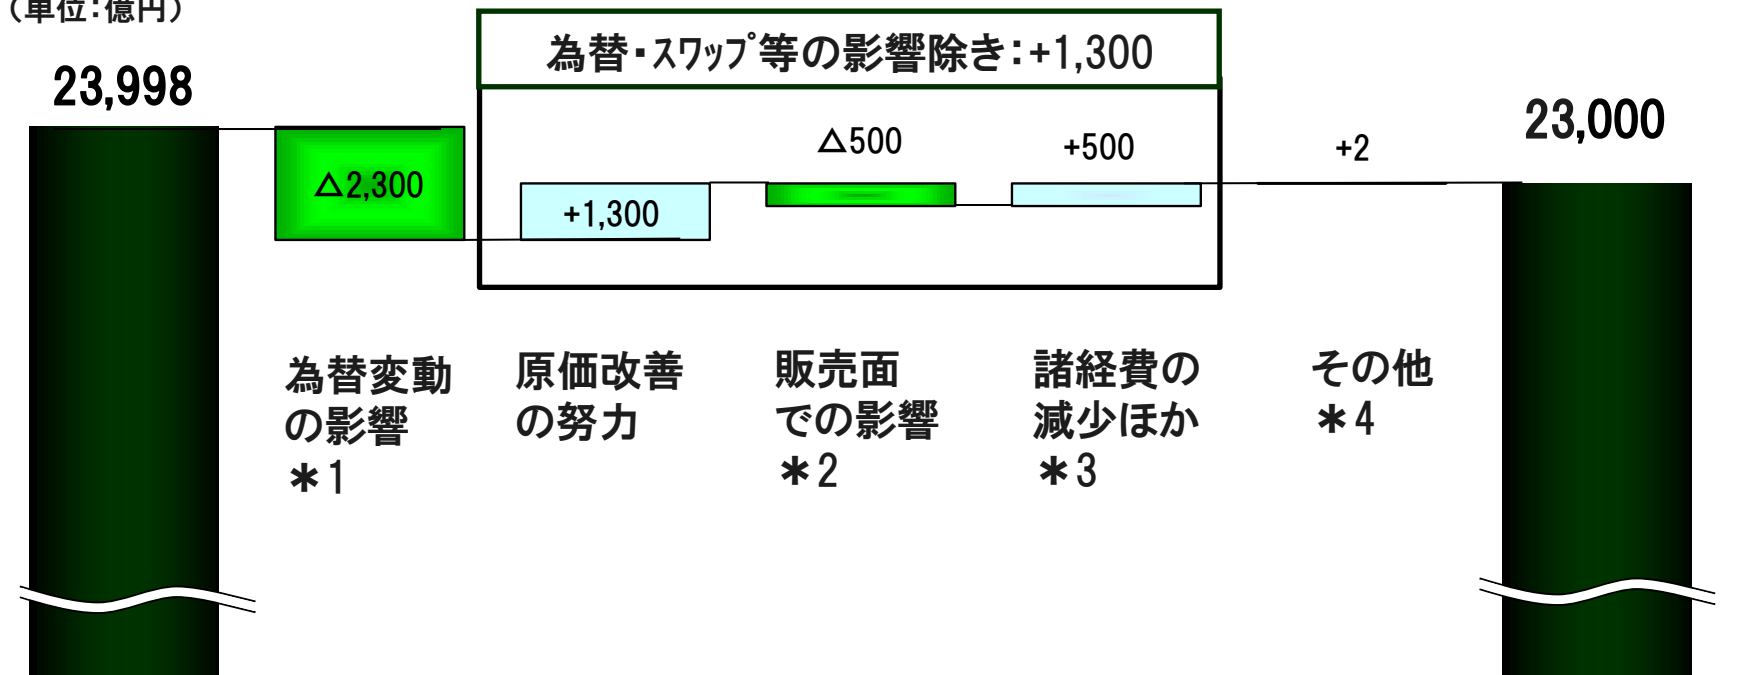 （単位：億円）
為替・ｽﾜｯﾌﾟ等の影響除き：+1,300
23,998
23,000
△2,300
+1,300
△500
+500
+2
為替変動
の影響
＊1
原価改善
の努力
販売面
での影響
＊2
諸経費の
減少ほか
＊3
その他
＊4